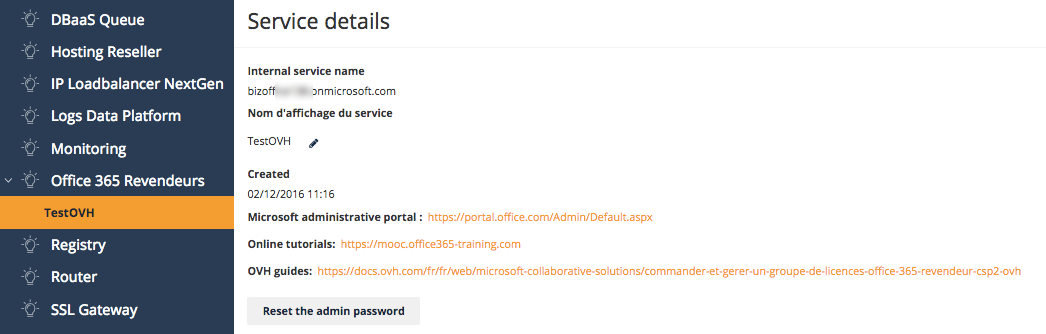 DBaaS Queue
Hosting Reseller
IP Loadbalancer NextGen
Logs Data Platform
Monitoring
Office 365 Revendeurs
TestOVH
Registry
Router
SSL Gateway
Service details
Internal service name
bizoff onmicrosoft.com
Nom d'affichage du service
TestOVH
Created
02/12/2016 11:16
Microsoft administrative portal : https://portal.office.com/Admin/Default.aspx
Online tutorials: https://mooc.office365-training.com
OVH guides: https://docs.ovh.com/fr/fr/web/microsoft-collaborative-solutions/commander-et-gerer-un-groupe-de-licences-office-365-revendeur-csp2-ovh
Reset the admin password